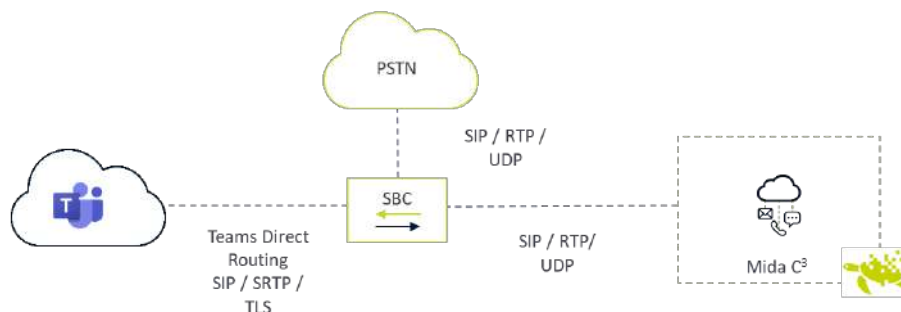 PSTN
SIP / RTP /
UDP
SBC
Teams Direct
Routing
SIP / SRTP /
TLS
SIP / RTP/
UDP
Mida C³
T